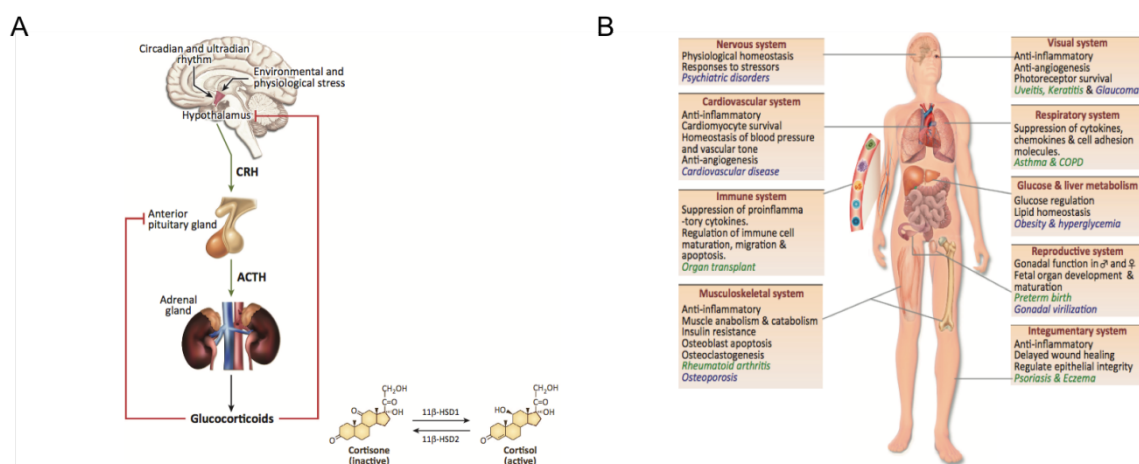 A
Circadian and ultradian
rhythm
Environmental and
physiological stress
Hypothalamus
CRH
Anterior
pituitary gland
ACTH
Adrenal
gland
Glucocorticoids
CH₂OH
C=O
OH
O
O
Cortisone
(inactive)
11β-HSD1
11β-HSD2
CH₂OH
C=O
HO
OH
O
Cortisol
(active)
B
Nervous system
Physiological homeostasis
Responses to stressors
Psychiatric disorders
Cardiovascular system
Anti-inflammatory
Cardiomyocyte survival
Homeostasis of blood pressure
and vascular tone
Anti-angiogenesis
Cardiovascular disease
Immune system
Suppression of proinflamma
-tory cytokines.
Regulation of immune cell
maturation, migration &
apoptosis.
Organ transplant
Musculoskeletal system
Anti-inflammatory
Muscle anabolism & catabolism
Insulin resistance
Osteoblast apoptosis
Osteoclastogenesis
Rheumatoid arthritis
Osteoporosis
Visual system
Anti-inflammatory
Anti-angiogenesis
Photoreceptor survival
Uveitis, Keratitis & Glaucoma
Respiratory system
Suppression of cytokines,
chemokines & cell adhesion
molecules.
Asthma & COPD
Glucose & liver metabolism
Glucose regulation
Lipid homeostasis
Obesity & hyperglycemia
Reproductive system
Gonadal function in ♂ and ♀
Fetal organ development &
maturation
Preterm birth
Gonadal virilization
Integumentary system
Anti-inflammatory
Delayed wound healing
Regulate epithelial integrity
Psoriasis & Eczema